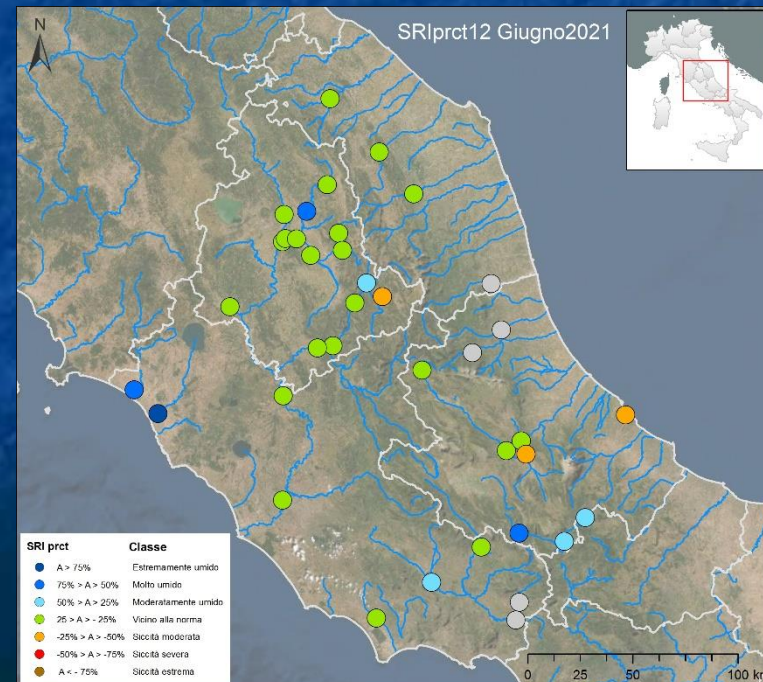 SRIprct12 Giugno2021
N
SRI prct Classe
A > 75% Estremamente umido
75% > A > 50% Molto umido
50% > A > 25% Moderatamente umido
25 > A > - 25% Vicino alla norma
-25% > A > -50% Siccità moderata
-50% > A > -75% Siccità severa
A < - 75% Siccità estrema
0 25 50 100 km